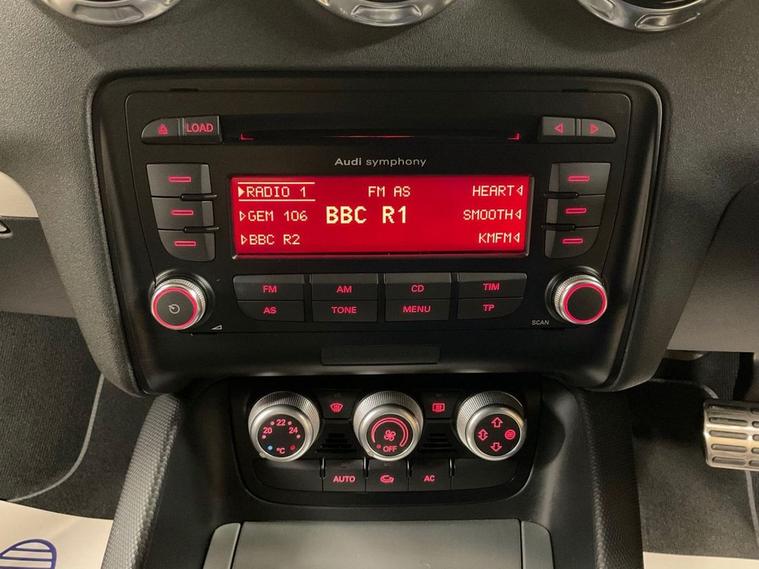 LOAD
Audi symphony
RADIO 1 FM AS HEART
GEM 106 BBC R1 SMOOTH
BBC R2 KMFM
FM AM CD TIM
AS TONE MENU TP
SCAN
20 22 24
°C
OFF
AUTO AC